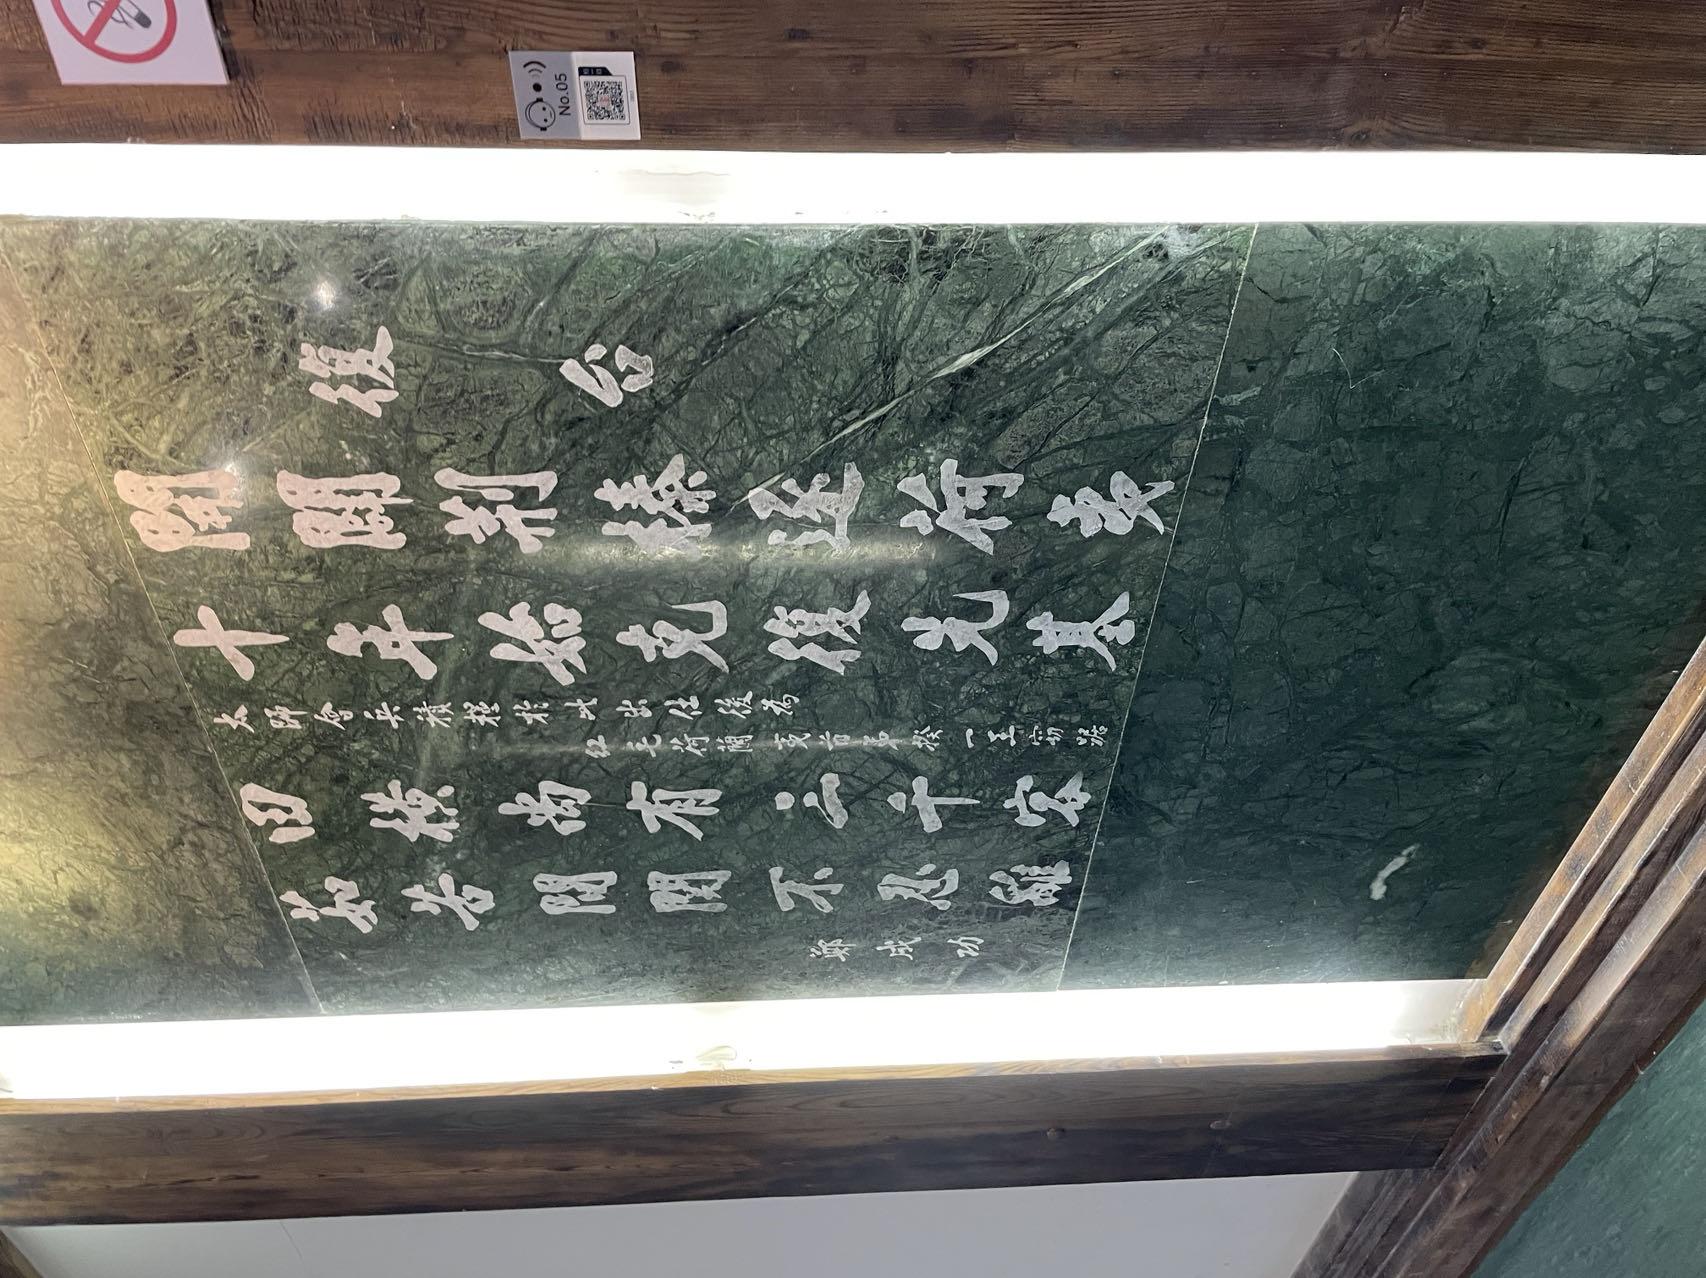 復台
開闢荆榛逐荷夷
十年始克復先基
太師會兵積糧於此出仕後為
紅毛荷蘭夷酋弟揆一王竊踞
田橫尚有三千客
茹苦間關不忍離
鄭成功
No.05